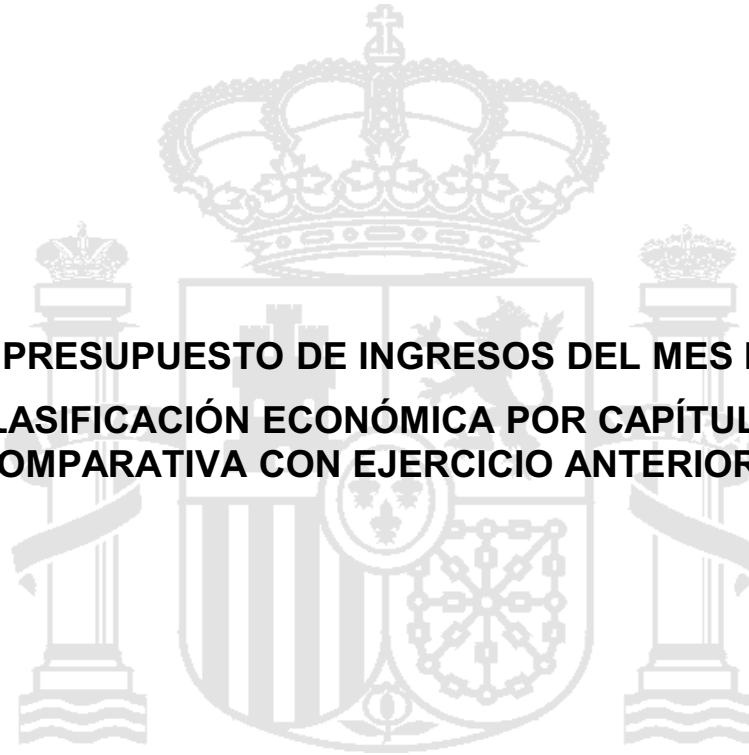 PRESUPUESTO DE INGRESOS DEL MES
LASIFICACIÓN ECONÓMICA POR CAPÍTUL
OMPARATIVA CON EJERCICIO ANTERIOR